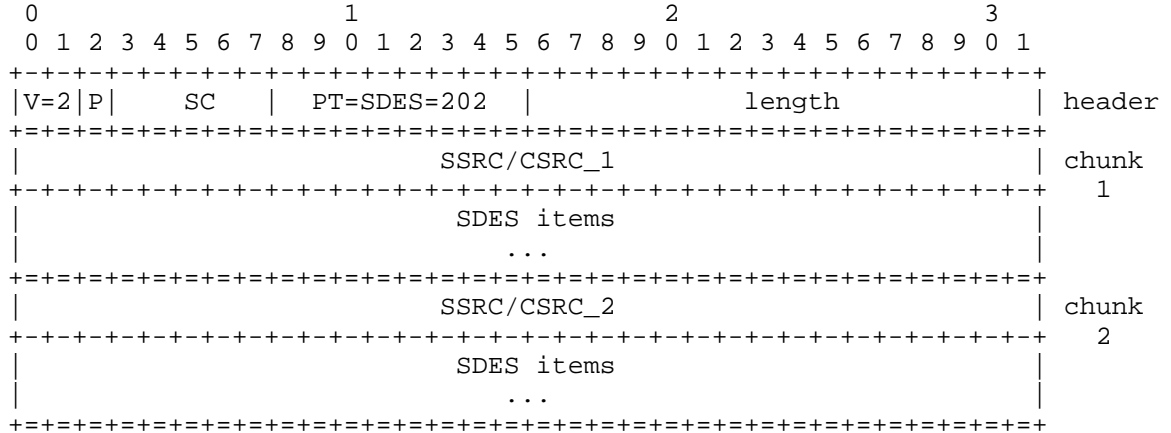 0                   1                   2                   3
 0 1 2 3 4 5 6 7 8 9 0 1 2 3 4 5 6 7 8 9 0 1 2 3 4 5 6 7 8 9 0 1
+-+-+-+-+-+-+-+-+-+-+-+-+-+-+-+-+-+-+-+-+-+-+-+-+-+-+-+-+-+-+-+-+
|V=2|P|    SC   |  PT=SDES=202  |             length            | header
+=+=+=+=+=+=+=+=+=+=+=+=+=+=+=+=+=+=+=+=+=+=+=+=+=+=+=+=+=+=+=+=+
|                          SSRC/CSRC_1                          | chunk
+-+-+-+-+-+-+-+-+-+-+-+-+-+-+-+-+-+-+-+-+-+-+-+-+-+-+-+-+-+-+-+-+   1
|                           SDES items                          |
|                              ...                              |
+=+=+=+=+=+=+=+=+=+=+=+=+=+=+=+=+=+=+=+=+=+=+=+=+=+=+=+=+=+=+=+=+
|                          SSRC/CSRC_2                          | chunk
+-+-+-+-+-+-+-+-+-+-+-+-+-+-+-+-+-+-+-+-+-+-+-+-+-+-+-+-+-+-+-+-+   2
|                           SDES items                          |
|                              ...                              |
+=+=+=+=+=+=+=+=+=+=+=+=+=+=+=+=+=+=+=+=+=+=+=+=+=+=+=+=+=+=+=+=+